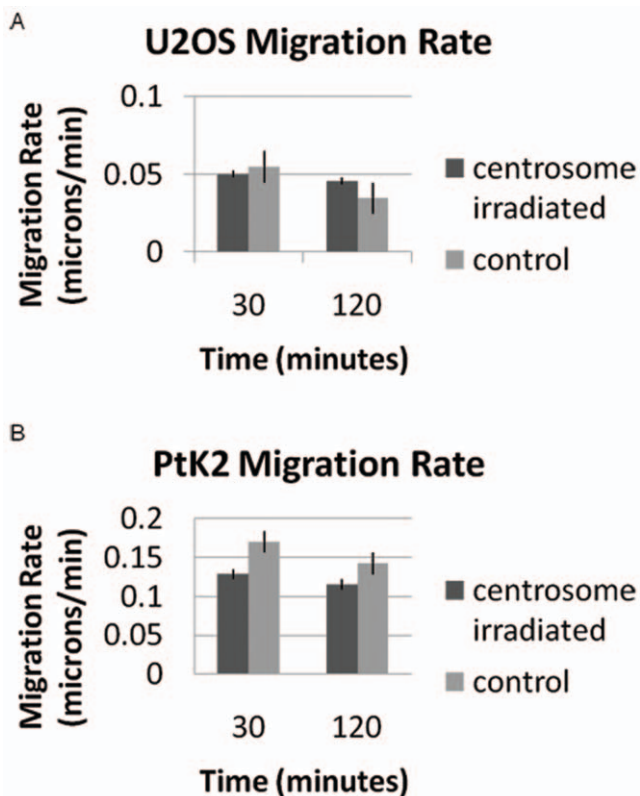 A
U2OS Migration Rate
Migration Rate
(microns/min)
0.1
0.05
0
30
120
Time (minutes)
centrosome
irradiated
control
B
PtK2 Migration Rate
Migration Rate
(microns/min)
0.2
0.15
0.1
0.05
0
30
120
Time (minutes)
centrosome
irradiated
control